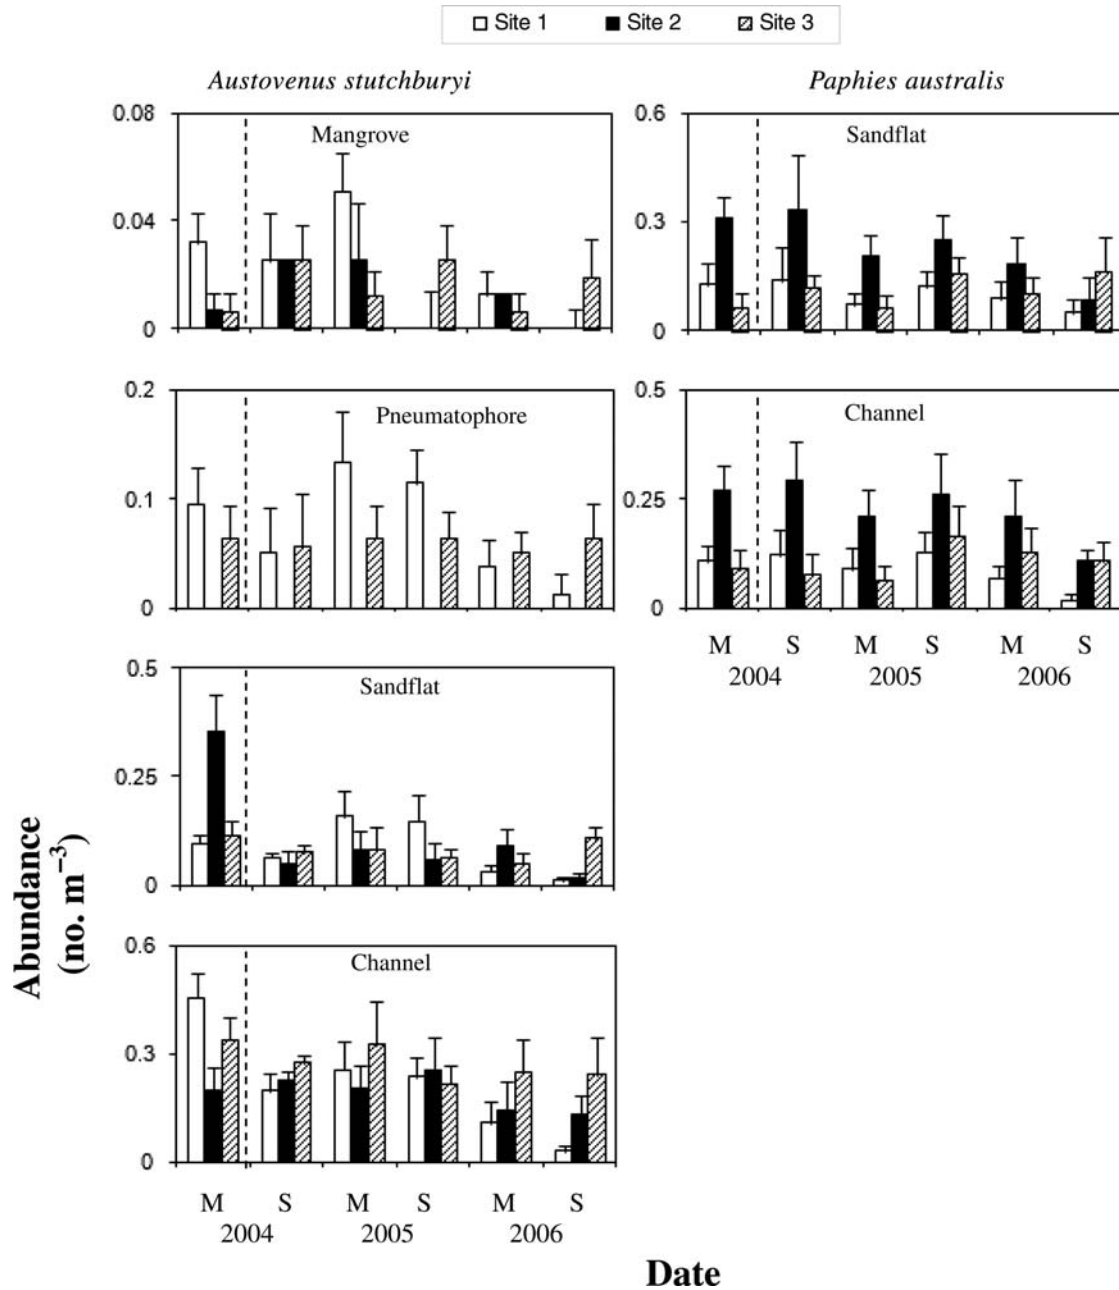 Site 1 Site 2 Site 3
Austovenus stutchburyi
Paphies australis
0.08
0.04
0
Mangrove
0.6
0.3
0
Sandflat
0.2
0.1
0
Pneumatophore
0.5
0.25
0
Channel
M S M S M S
2004 2005 2006
0.5
0.25
0
Sandflat
0.6
0.3
0
Channel
M S M S M S
2004 2005 2006
Abundance
(no. m⁻³)
Date